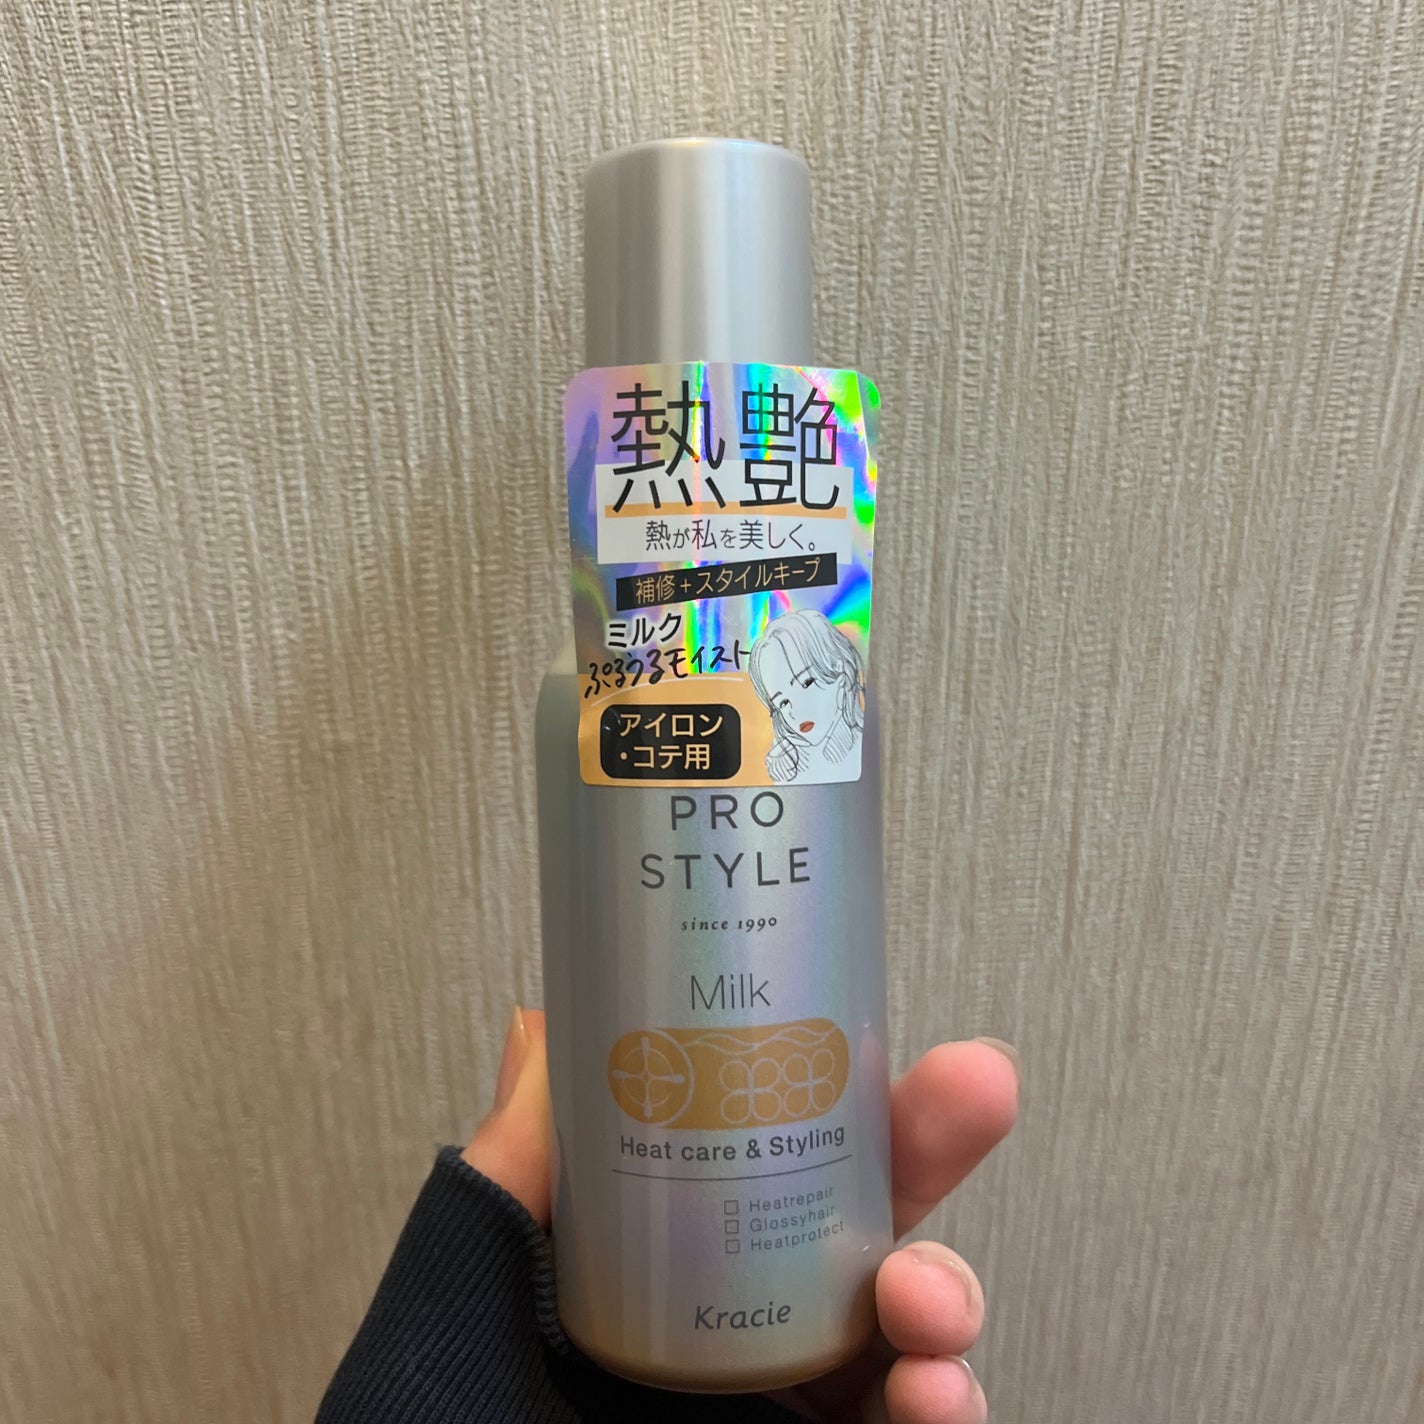 熱艶
熱が私を美しく。
補修+スタイルキープ
ミルク
ぷるうるモイスト
アイロン
・コテ用
PRO
STYLE
since 1990
Milk
Heat care & Styling
□ Heatrepair
□ Glossyhair
□ Heatprotect
Kracie